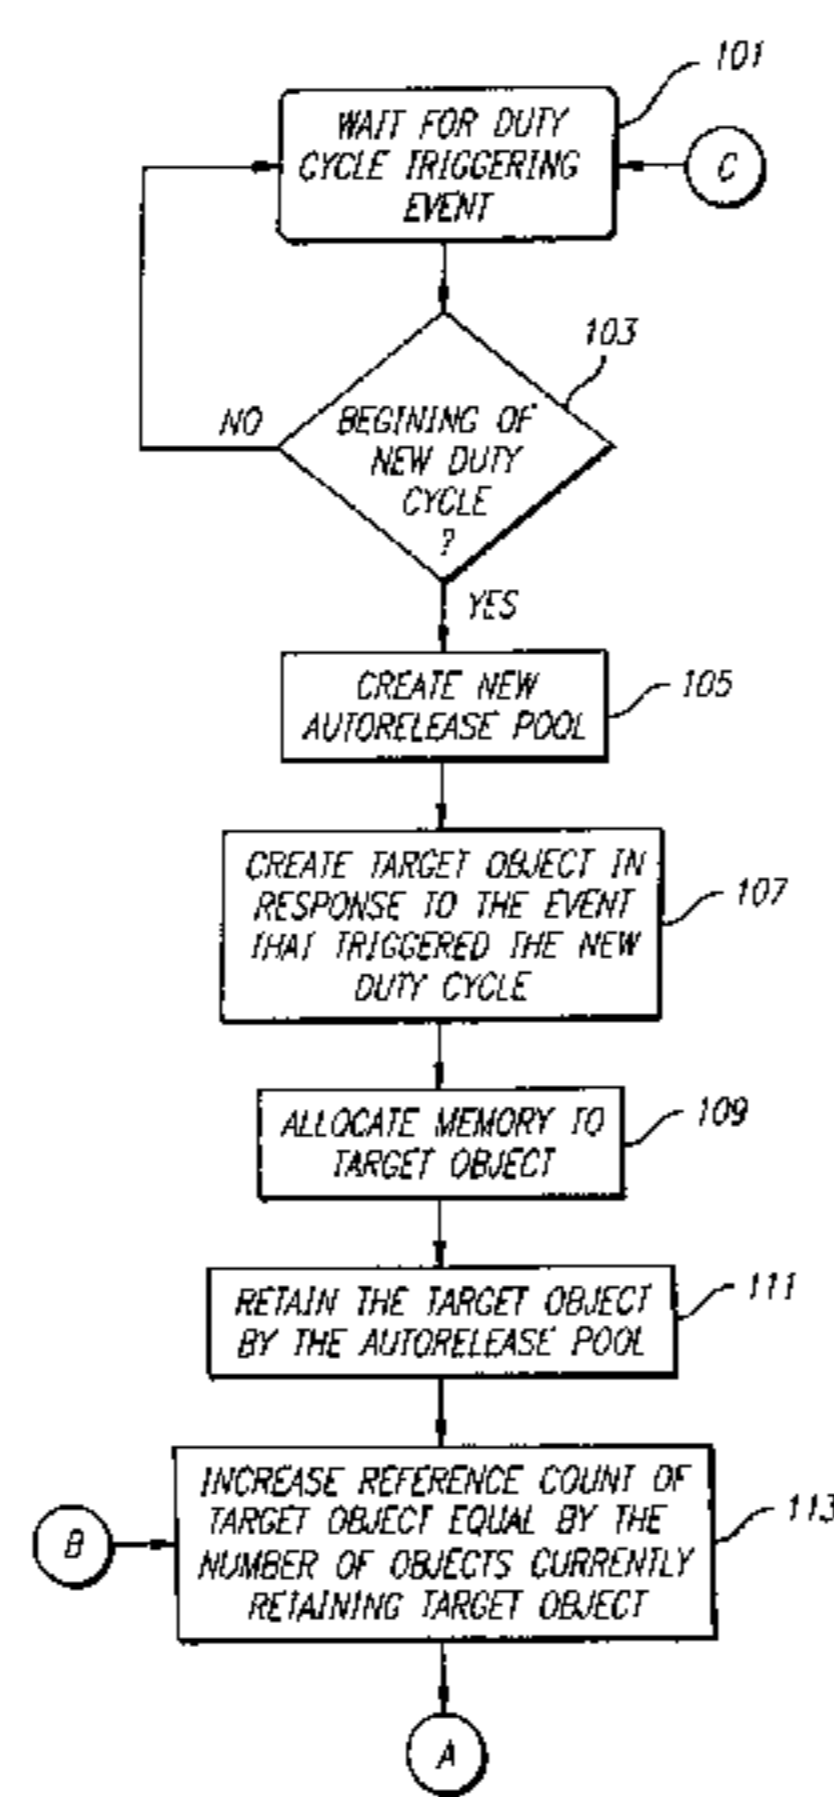 101
WAIT FOR DUTY
CYCLE TRIGGERING
EVENT
C
103
NO
BEGINING OF
NEW DUTY
CYCLE
?
YES
CREATE NEW
AUTORELEASE POOL
105
CREATE TARGET OBJECT IN
RESPONSE TO THE EVENT
THAT TRIGGERED THE NEW
DUTY CYCLE
107
ALLOCATE MEMORY TO
TARGET OBJECT
109
RETAIN THE TARGET OBJECT
BY THE AUTORELEASE POOL
111
INCREASE REFERENCE COUNT OF
TARGET OBJECT EQUAL BY THE
NUMBER OF OBJECTS CURRENTLY
RETAINING TARGET OBJECT
113
B
A